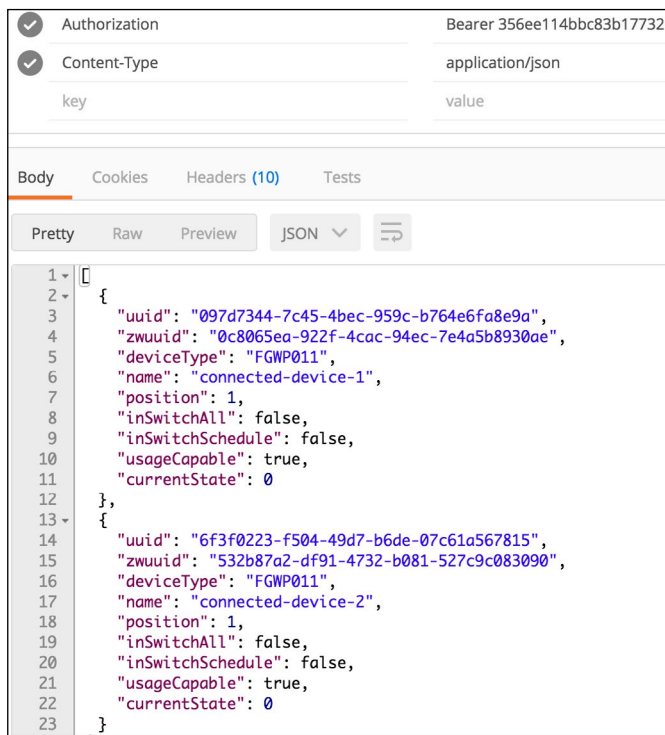 Authorization Bearer 356ee114bbc83b17732
Content-Type application/json
key value
Body Cookies Headers (10) Tests
Pretty Raw Preview JSON
1 [
2 {
3 "uuid": "097d7344-7c45-4bec-959c-b764e6fa8e9a",
4 "zwuuid": "0c8065ea-922f-4cac-94ec-7e4a5b8930ae",
5 "deviceType": "FGWP011",
6 "name": "connected-device-1",
7 "position": 1,
8 "inSwitchAll": false,
9 "inSwitchSchedule": false,
10 "usageCapable": true,
11 "currentState": 0
12 },
13 {
14 "uuid": "6f3f0223-f504-49d7-b6de-07c61a567815",
15 "zwuuid": "532b87a2-df91-4732-b081-527c9c083090",
16 "deviceType": "FGWP011",
17 "name": "connected-device-2",
18 "position": 1,
19 "inSwitchAll": false,
20 "inSwitchSchedule": false,
21 "usageCapable": true,
22 "currentState": 0
23 }